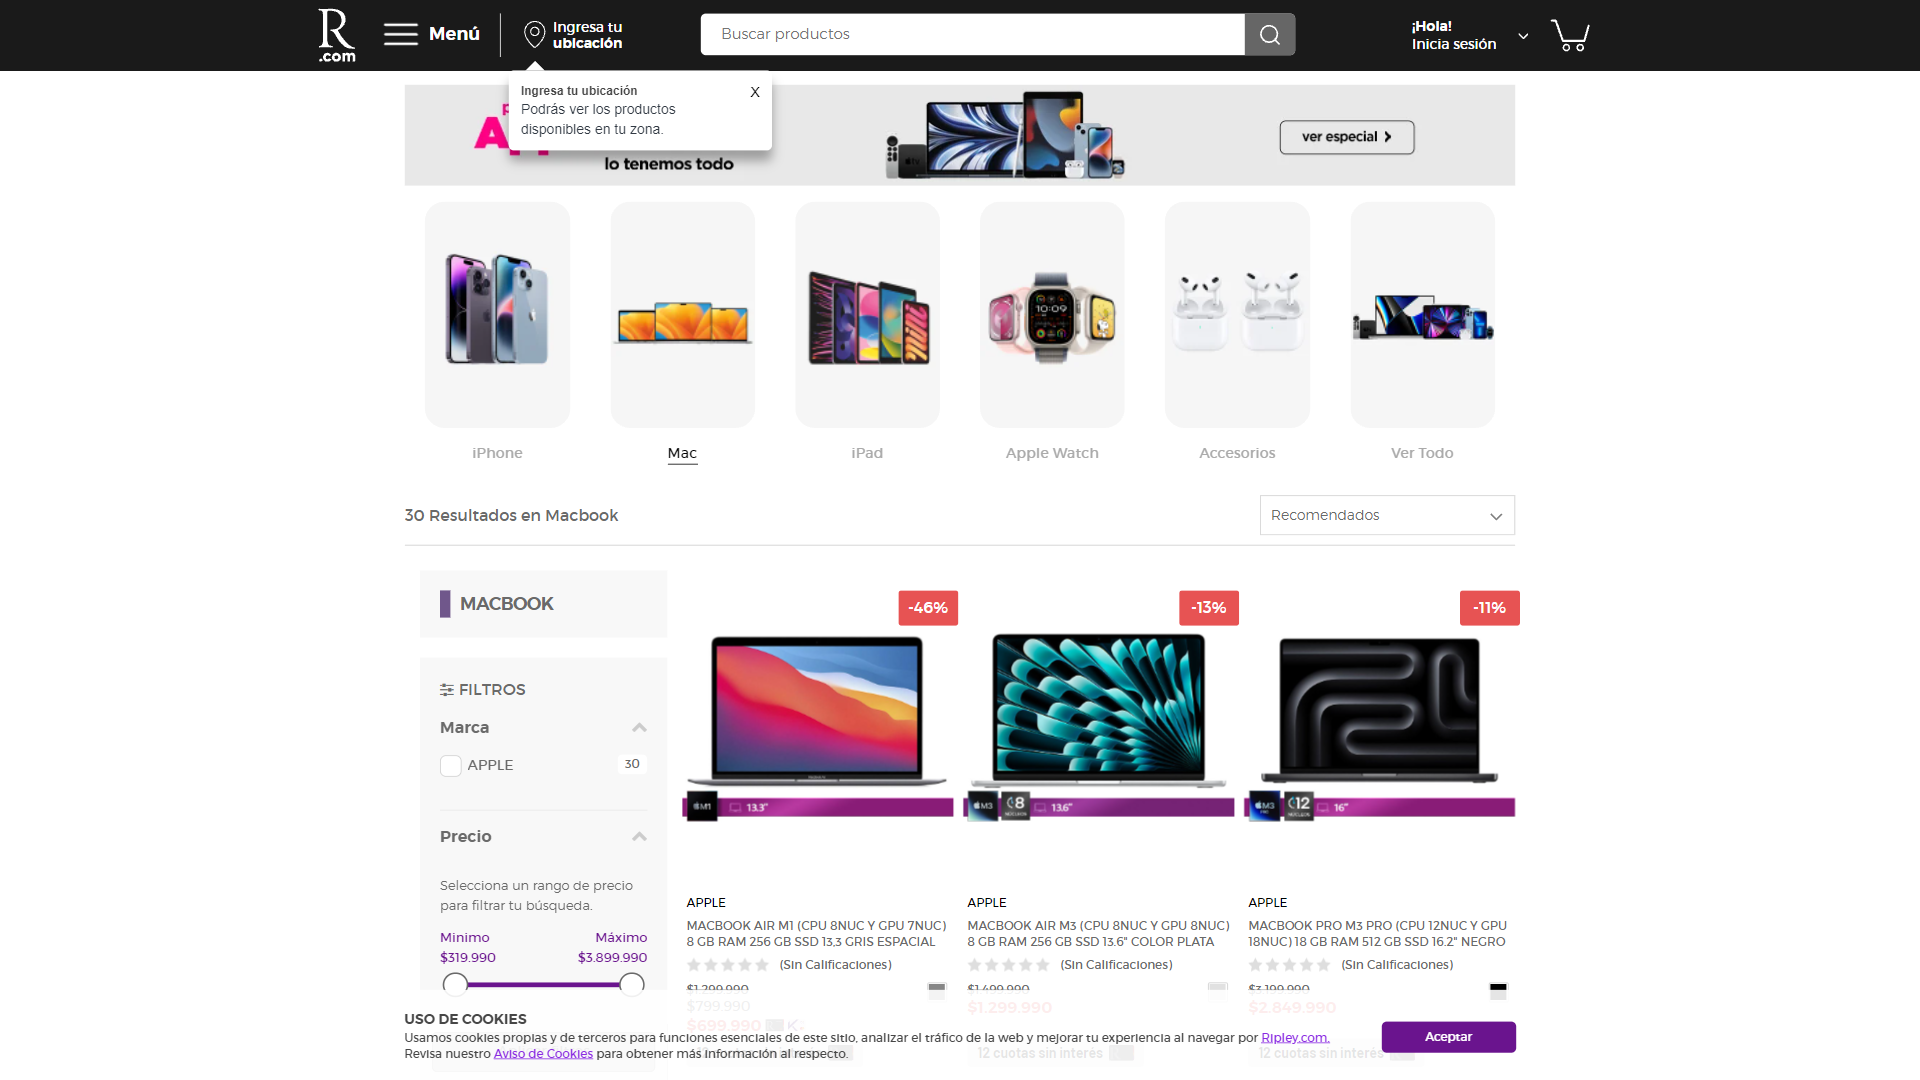 R
.com
Menú
Ingresa tu
ubicación
Buscar productos
¡Hola!
Inicia sesión
Ingresa tu ubicación
X
Podrás ver los productos
disponibles en tu zona.
lo tenemos todo
ver especial
iPhone
Mac
iPad
Apple Watch
Accesorios
Ver Todo
30 Resultados en Macbook
Recomendados
MACBOOK
FILTROS
Marca
APPLE
30
Precio
Selecciona un rango de precio
para filtrar tu búsqueda.
Minimo
Máximo
$319.990
$3.899.990
-46%
M1
13.3"
APPLE
MACBOOK AIR M1 (CPU 8NUC Y GPU 7NUC)
8 GB RAM 256 GB SSD 13,3 GRIS ESPACIAL
(Sin Calificaciones)
$1.299.990
$799.990
$699.990
-13%
M3
8
NÚCLEOS
13.6"
APPLE
MACBOOK AIR M3 (CPU 8NUC Y GPU 8NUC)
8 GB RAM 256 GB SSD 13.6" COLOR PLATA
(Sin Calificaciones)
$1.499.990
$1.299.990
12 cuotas sin interés
-11%
M3
PRO
12
NÚCLEOS
16"
APPLE
MACBOOK PRO M3 PRO (CPU 12NUC Y GPU
18NUC) 18 GB RAM 512 GB SSD 16.2" NEGRO
(Sin Calificaciones)
$3.199.990
$2.849.990
12 cuotas sin interés
USO DE COOKIES
Usamos cookies propias y de terceros para funciones esenciales de este sitio, analizar el tráfico de la web y mejorar tu experiencia al navegar por Ripley.com.
Revisa nuestro Aviso de Cookies para obtener más información al respecto.
Aceptar